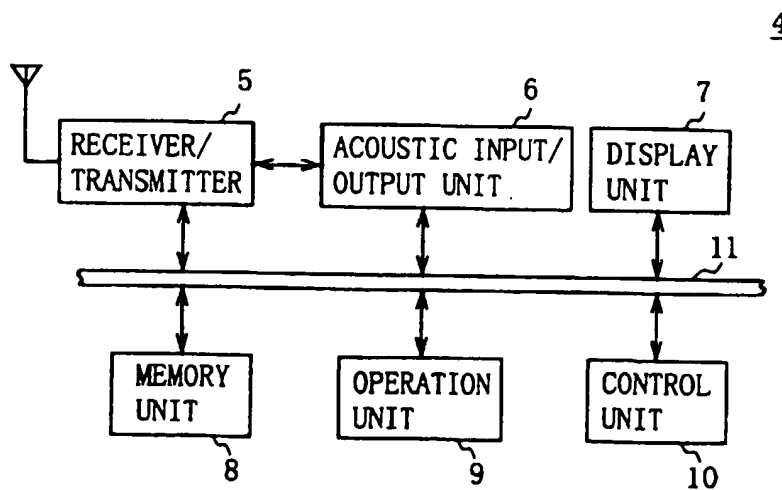 4
5
6
7
RECEIVER/
TRANSMITTER
ACOUSTIC INPUT/
OUTPUT UNIT
DISPLAY
UNIT
11
MEMORY
UNIT
OPERATION
UNIT
CONTROL
UNIT
8
9
10